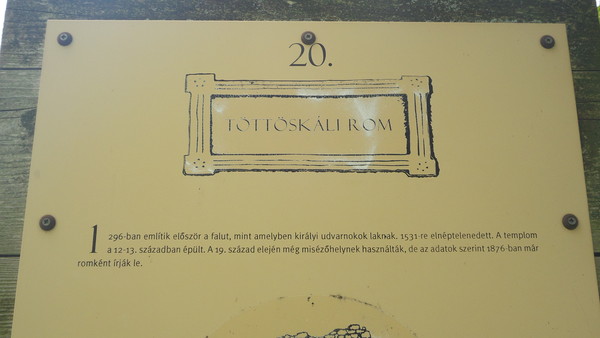 20.
TÖTTÖSKÁLI ROM
1296-ban említik először a falut, mint amelyben királyi udvarnokok laknak. 1531-re elnéptelenedett. A templom
a 12-13. században épült. A 19. század elején még misézőhelynek használták, de az adatok szerint 1876-ban már
romként írják le.